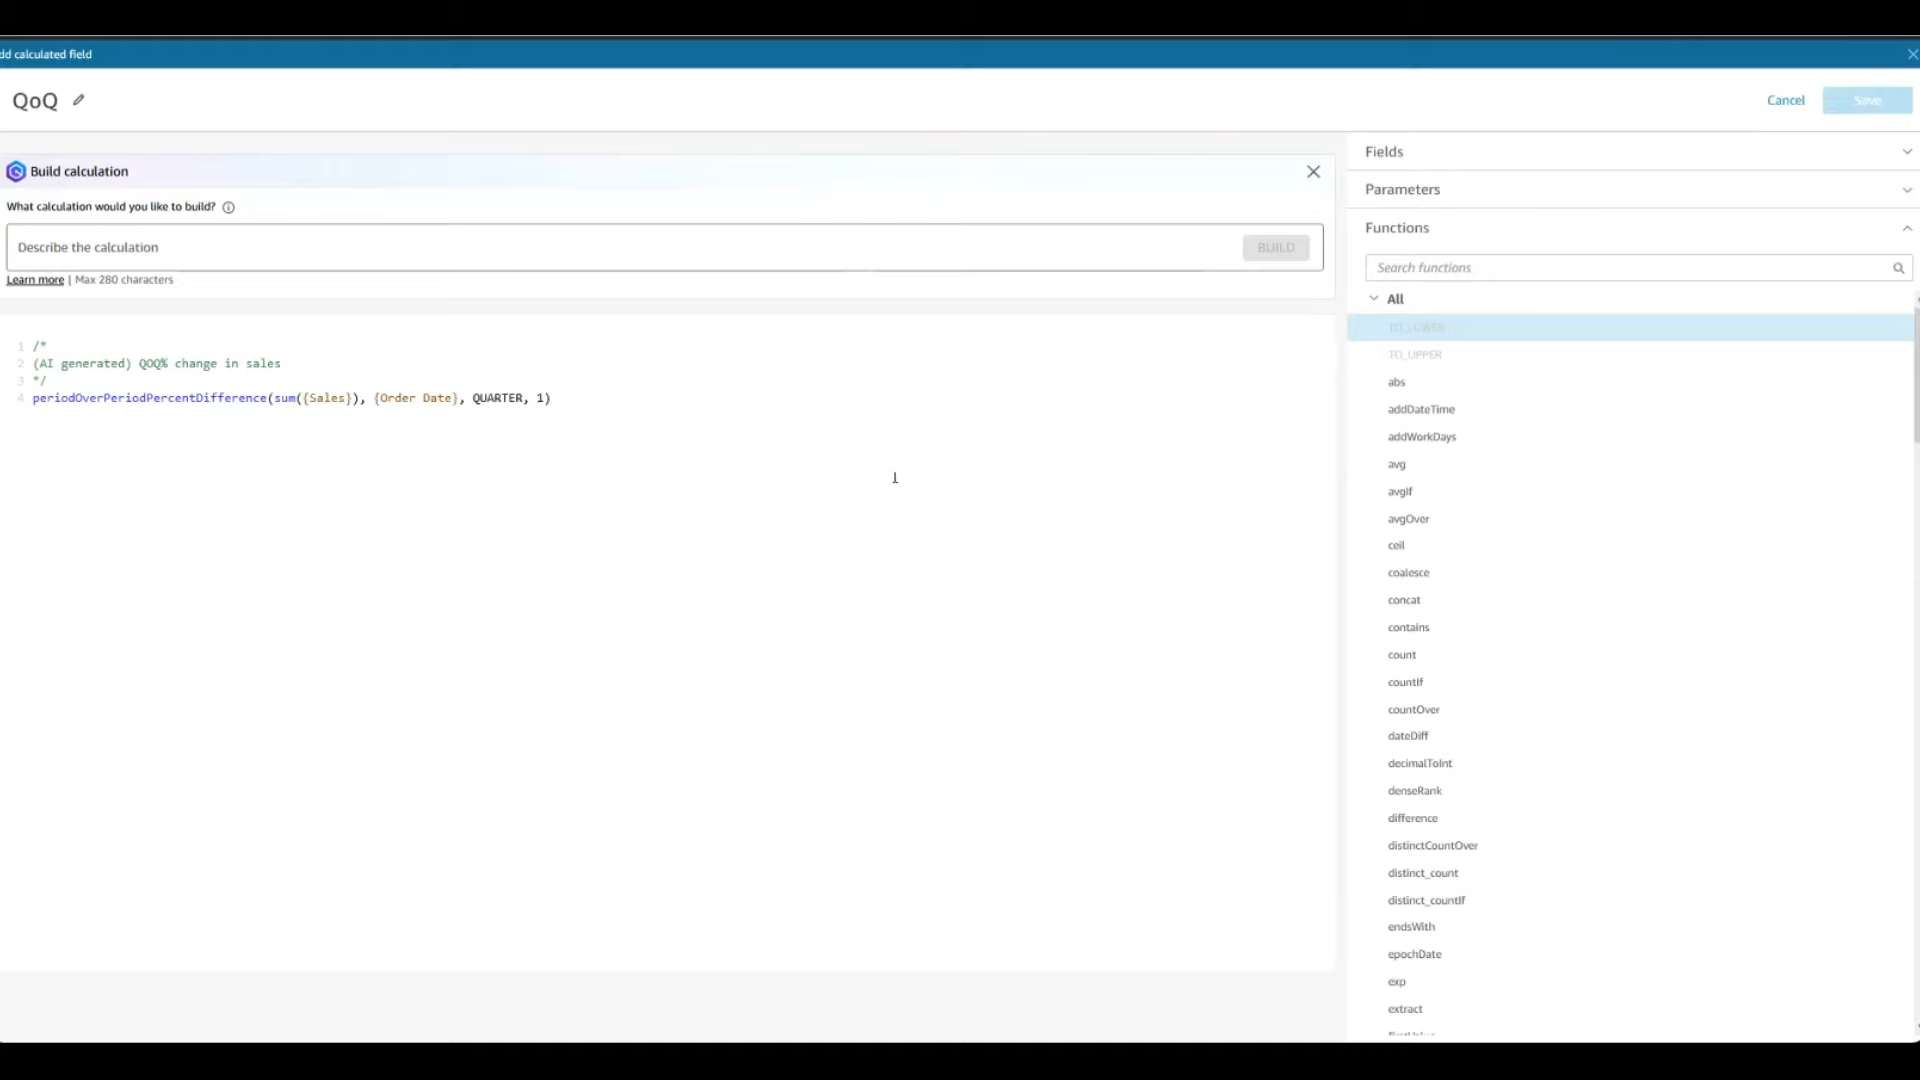 dd calculated field
QoQ
Cancel
Save
Build calculation
What calculation would you like to build?
Describe the calculation
BUILD
Learn more | Max 280 characters
1 /*
2 (AI generated) QOQ% change in sales
3 */
4 periodOverPeriodPercentDifference(sum({Sales}), {Order Date}, QUARTER, 1)
Fields
Parameters
Functions
Search functions
All
TO_LOWER
TO_UPPER
abs
addDateTime
addWorkDays
avg
avgIf
avgOver
ceil
coalesce
concat
contains
count
countIf
countOver
dateDiff
decimalToInt
denseRank
difference
distinctCountOver
distinct_count
distinct_countIf
endsWith
epochDate
exp
extract